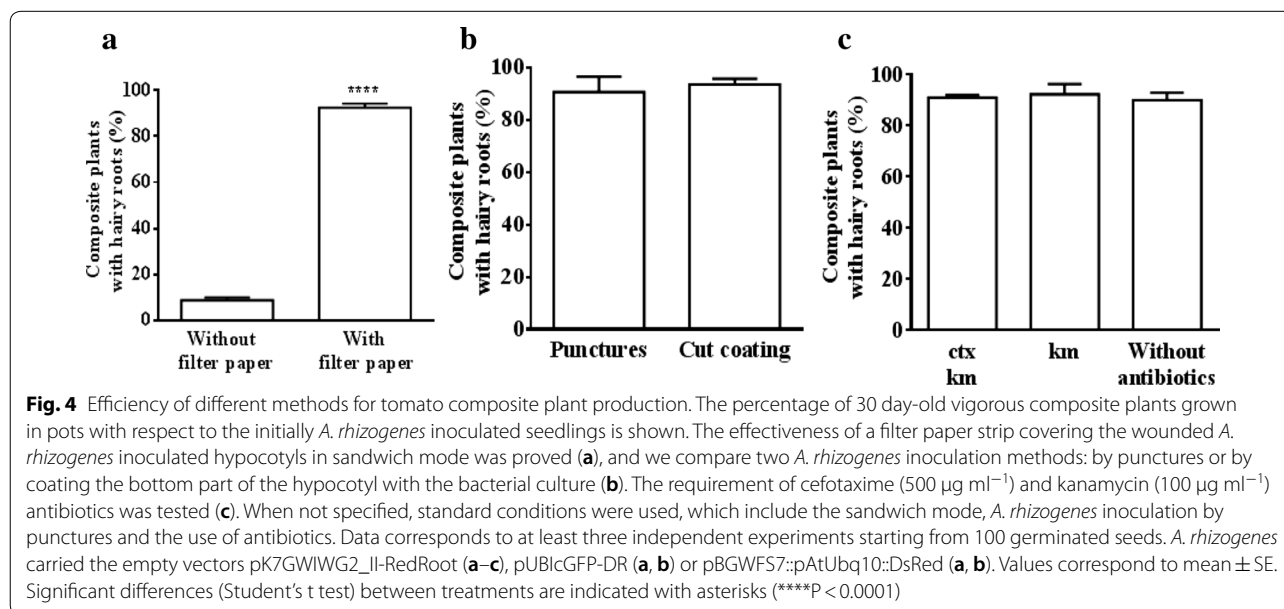 a
Composite plants
with hairy roots (%)
100
80
60
40
20
0
****
Without
filter paper
With
filter paper
b
Composite plants
with hairy roots (%)
100
80
60
40
20
0
Punctures
Cut coating
c
Composite plants
with hairy roots (%)
100
80
60
40
20
0
ctx
km
km
Without
antibiotics
Fig. 4 Efficiency of different methods for tomato composite plant production. The percentage of 30 day-old vigorous composite plants grown
in pots with respect to the initially A. rhizogenes inoculated seedlings is shown. The effectiveness of a filter paper strip covering the wounded A.
rhizogenes inoculated hypocotyls in sandwich mode was proved (a), and we compare two A. rhizogenes inoculation methods: by punctures or by
coating the bottom part of the hypocotyl with the bacterial culture (b). The requirement of cefotaxime (500 µg ml⁻¹) and kanamycin (100 µg ml⁻¹)
antibiotics was tested (c). When not specified, standard conditions were used, which include the sandwich mode, A. rhizogenes inoculation by
punctures and the use of antibiotics. Data corresponds to at least three independent experiments starting from 100 germinated seeds. A. rhizogenes
carried the empty vectors pK7GWIWG2_II-RedRoot (a–c), pUBIcGFP-DR (a, b) or pBGWFS7::pAtUbq10::DsRed (a, b). Values correspond to mean ± SE.
Significant differences (Student's t test) between treatments are indicated with asterisks (****P < 0.0001)